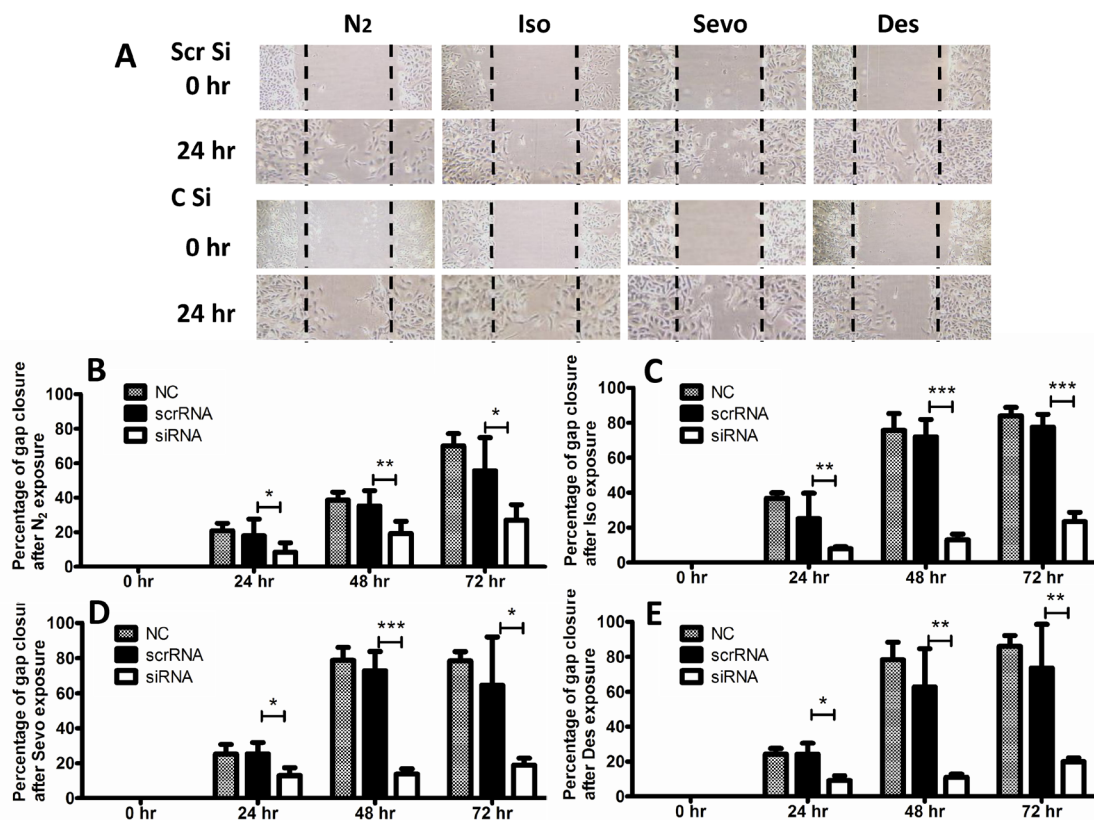 N2 Iso Sevo Des
A Scr Si
0 hr
24 hr
C Si
0 hr
24 hr
B
Percentage of gap closure
after N2 exposure
100
80
60
40
20
0
NC
scrRNA
siRNA
*
**
*
0 hr 24 hr 48 hr 72 hr
C
Percentage of gap closure
after Iso exposure
100
80
60
40
20
0
NC
scrRNA
siRNA
**
***
***
0 hr 24 hr 48 hr 72 hr
D
Percentage of gap closur
after Sevo exposure
100
80
60
40
20
0
NC
scrRNA
siRNA
*
***
*
0 hr 24 hr 48 hr 72 hr
E
Percentage of gap closure
after Des exposure
100
80
60
40
20
0
NC
scrRNA
siRNA
*
**
**
0 hr 24 hr 48 hr 72 hr